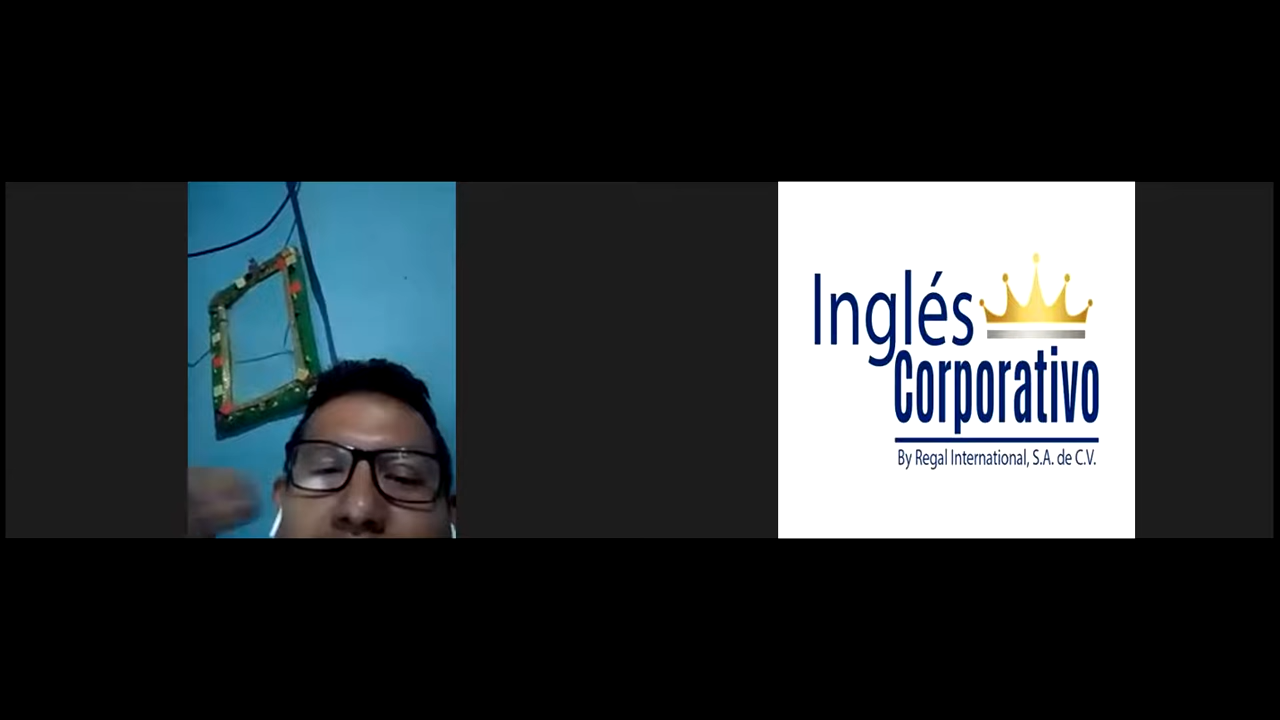 Inglés
Corporativo
By Regal International, S.A. de C.V.